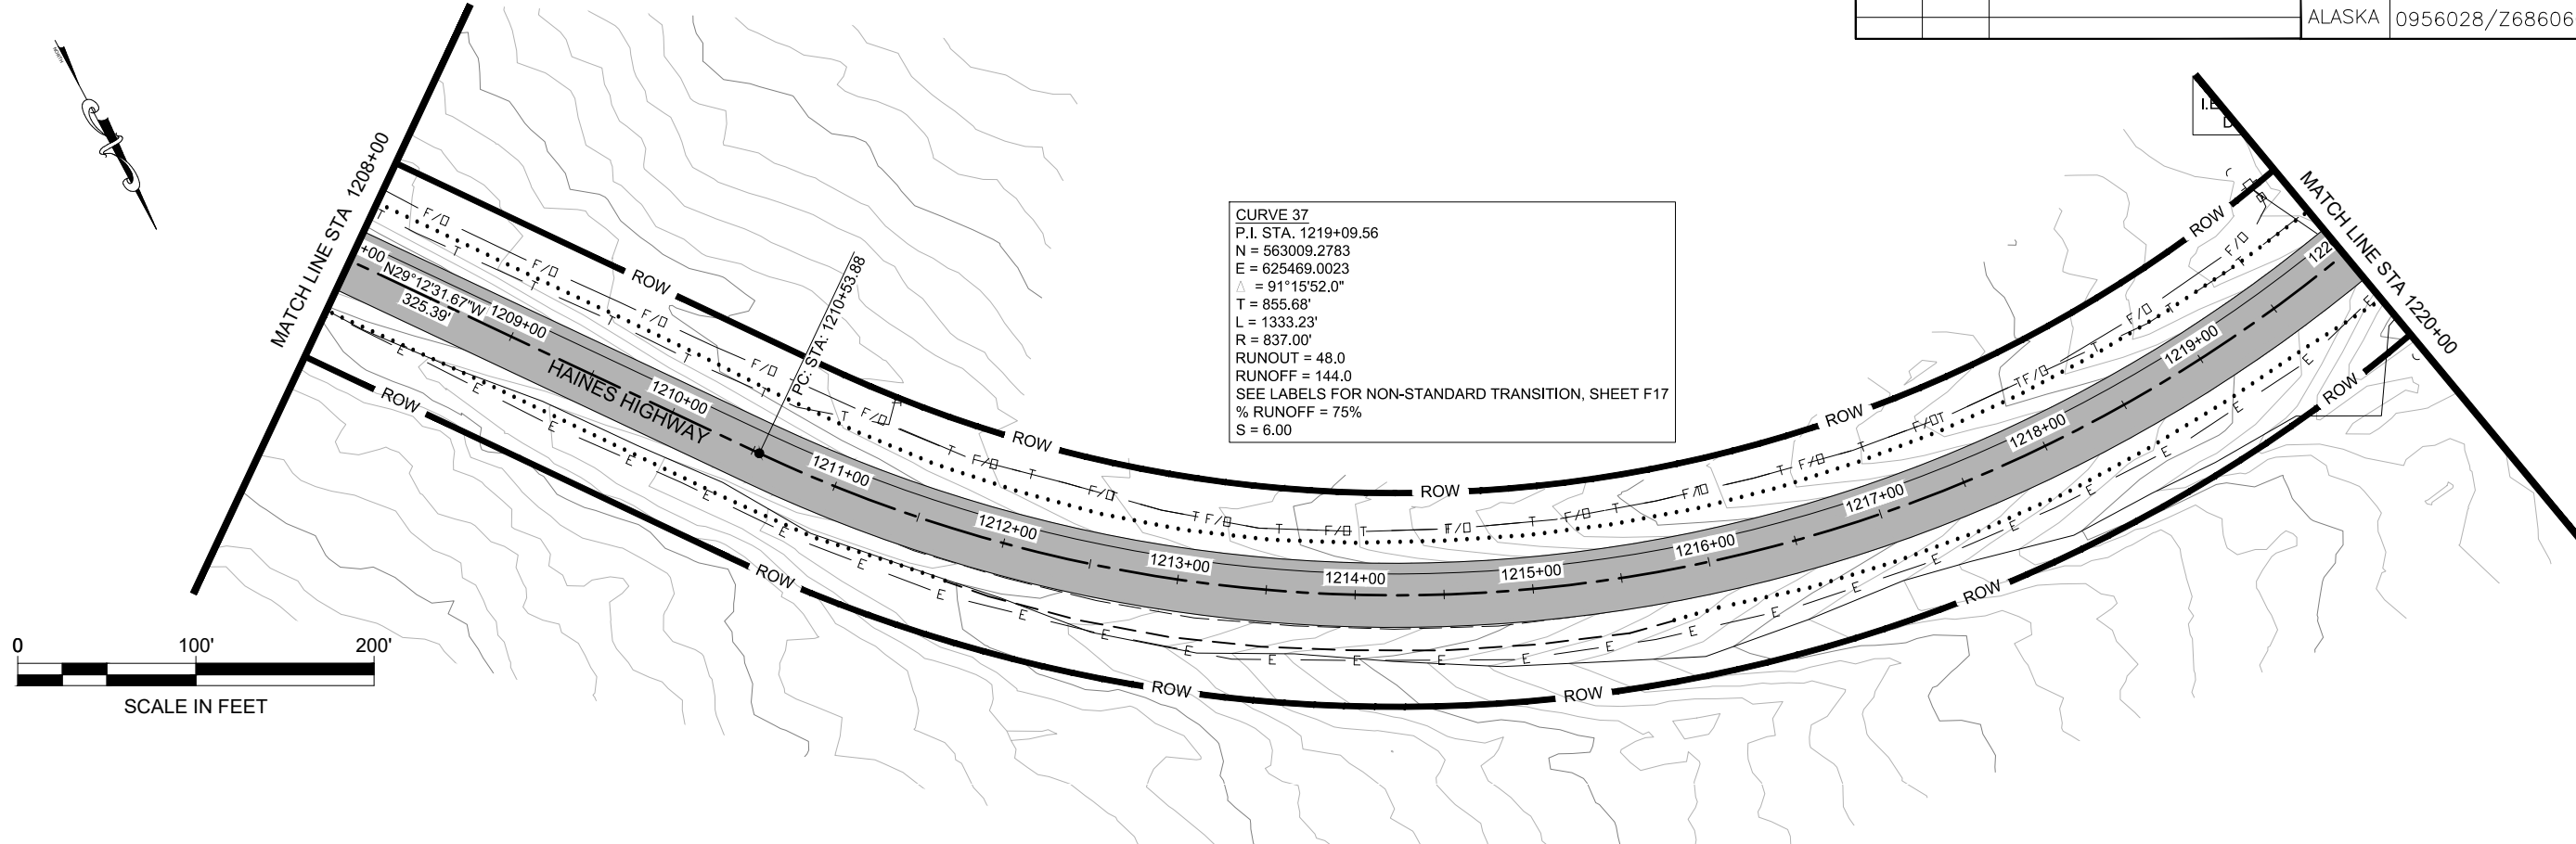 ALASKA 0956028/Z68606
NORTH
MATCH LINE STA 1208+00
MATCH LINE STA 1220+00
CURVE 37
P.I. STA. 1219+09.56
N = 563009.2783
E = 625469.0023
Δ = 91°15'52.0"
T = 855.68'
L = 1333.23'
R = 837.00'
RUNOUT = 48.0
RUNOFF = 144.0
SEE LABELS FOR NON-STANDARD TRANSITION, SHEET F17
% RUNOFF = 75%
S = 6.00
PC: STA: 1210+53.88
+00
N29°12'31.67"W
325.39'
HAINES HIGHWAY
1209+00
1210+00
1211+00
1212+00
1213+00
1214+00
1215+00
1216+00
1217+00
1218+00
1219+00
122
ROW
ROW
ROW
ROW
ROW
ROW
ROW
ROW
ROW
ROW
0 100' 200'
SCALE IN FEET